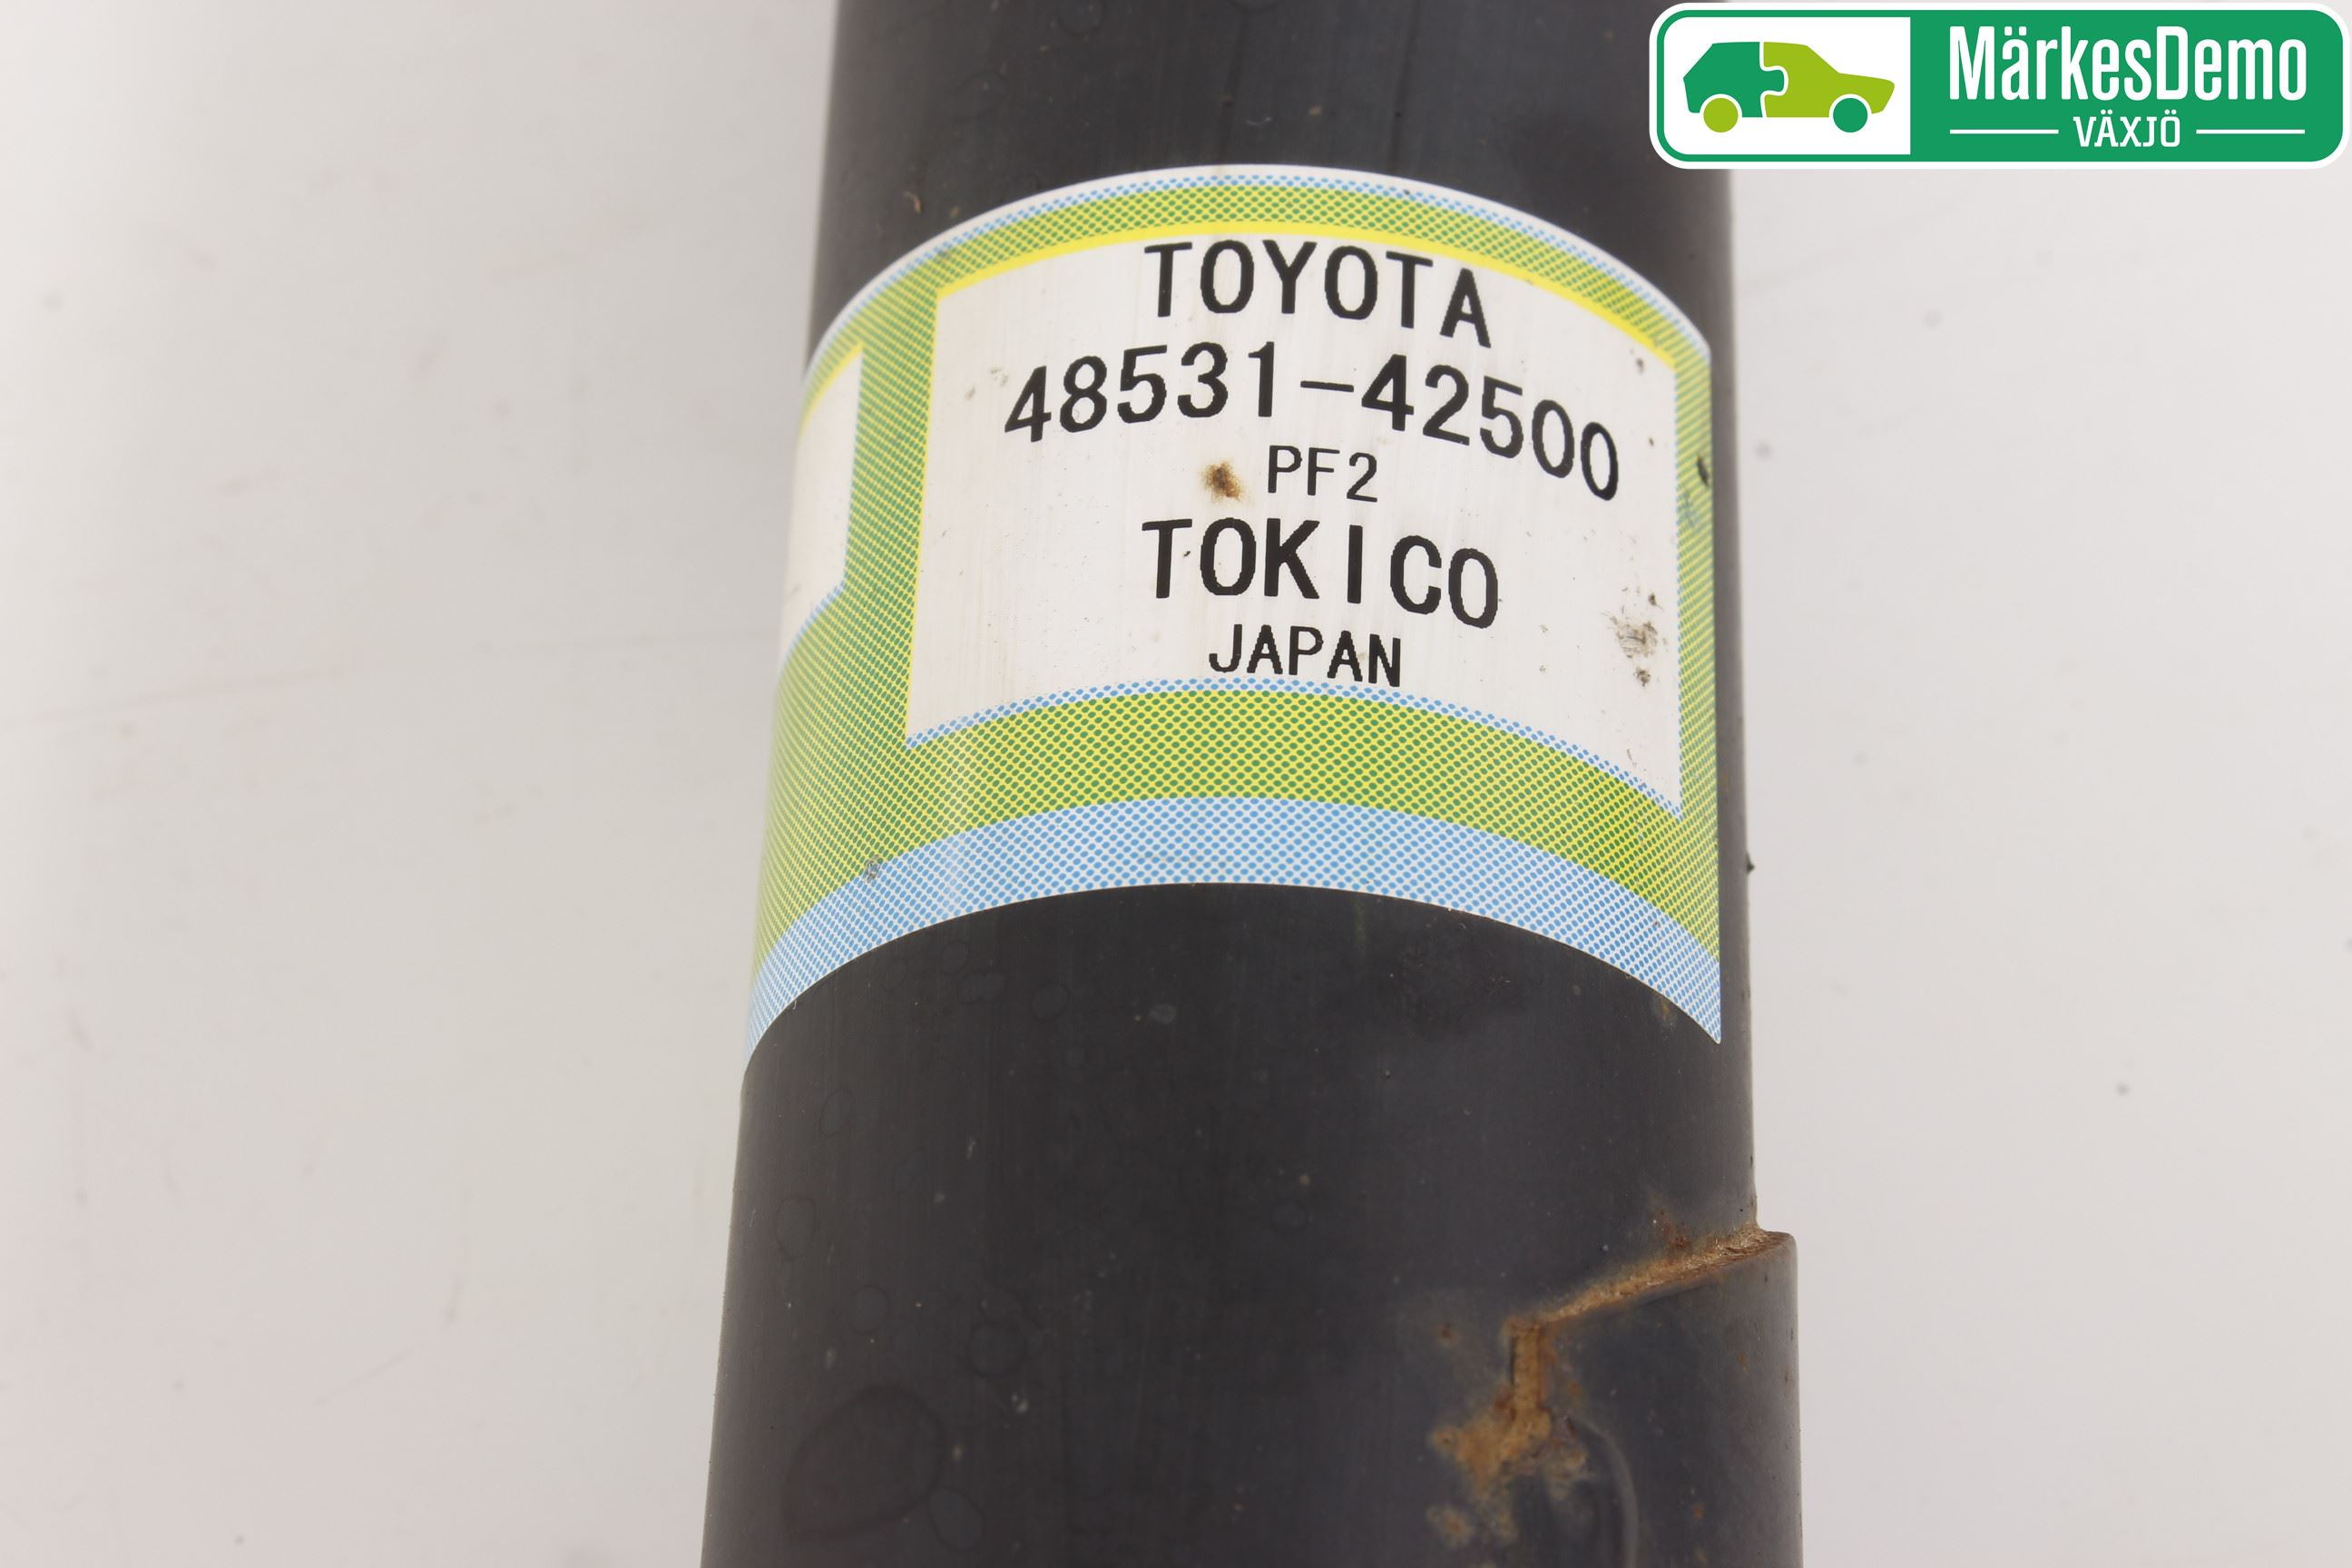 MärkesDemo
VÄXJÖ
TOYOTA
48531-42500
PF2
TOKICO
JAPAN